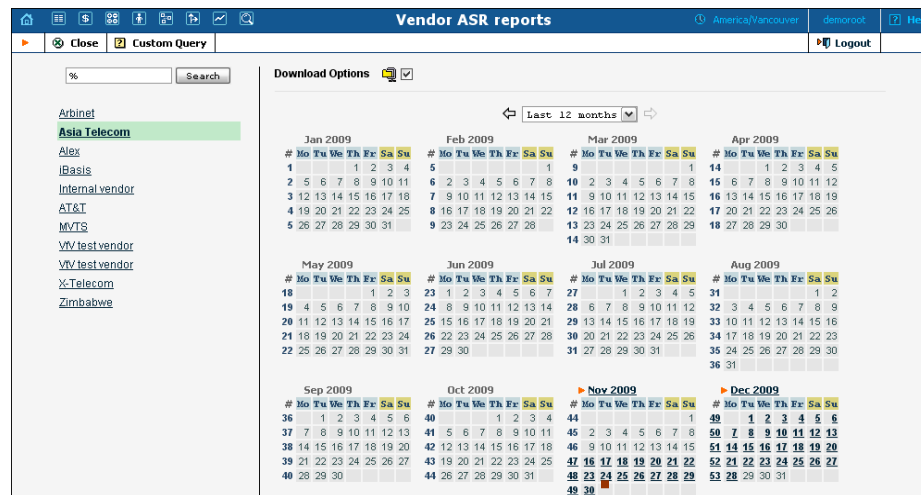 Vendor ASR reports
America/Vancouver demoroot He
Close Custom Query Logout
% Search
Download Options
Arbinet
Asia Telecom
Alex
iBasis
Internal vendor
AT&T
MVTS
VfV test vendor
VfV test vendor
X-Telecom
Zimbabwe
Last 12 months
Jan 2009 Feb 2009 Mar 2009 Apr 2009
# Mo Tu We Th Fr Sa Su # Mo Tu We Th Fr Sa Su # Mo Tu We Th Fr Sa Su # Mo Tu We Th Fr Sa Su
1 1 2 3 4 5 1 9 1 14 1 2 3 4 5
2 5 6 7 8 9 10 11 6 2 3 4 5 6 7 8 10 2 3 4 5 6 7 8 15 6 7 8 9 10 11 12
3 12 13 14 15 16 17 18 7 9 10 11 12 13 14 15 11 9 10 11 12 13 14 15 16 13 14 15 16 17 18 19
4 19 20 21 22 23 24 25 8 16 17 18 19 20 21 22 12 16 17 18 19 20 21 22 17 20 21 22 23 24 25 26
5 26 27 28 29 30 31 9 23 24 25 26 27 28 13 23 24 25 26 27 28 29 18 27 28 29 30
14 30 31
May 2009 Jun 2009 Jul 2009 Aug 2009
# Mo Tu We Th Fr Sa Su # Mo Tu We Th Fr Sa Su # Mo Tu We Th Fr Sa Su # Mo Tu We Th Fr Sa Su
18 1 2 3 23 1 2 3 4 5 6 7 27 1 2 3 4 5 31 1 2
19 4 5 6 7 8 9 10 24 8 9 10 11 12 13 14 28 6 7 8 9 10 11 12 32 3 4 5 6 7 8 9
20 11 12 13 14 15 16 17 25 15 16 17 18 19 20 21 29 13 14 15 16 17 18 19 33 10 11 12 13 14 15 16
21 18 19 20 21 22 23 24 26 22 23 24 25 26 27 28 30 20 21 22 23 24 25 26 34 17 18 19 20 21 22 23
22 25 26 27 28 29 30 31 27 29 30 31 27 28 29 30 31 35 24 25 26 27 28 29 30
36 31
Sep 2009 Oct 2009 Nov 2009 Dec 2009
# Mo Tu We Th Fr Sa Su # Mo Tu We Th Fr Sa Su # Mo Tu We Th Fr Sa Su # Mo Tu We Th Fr Sa Su
36 1 2 3 4 5 6 40 1 2 3 4 44 1 49 1 2 3 4 5 6
37 7 8 9 10 11 12 13 41 5 6 7 8 9 10 11 45 2 3 4 5 6 7 8 50 7 8 9 10 11 12 13
38 14 15 16 17 18 19 20 42 12 13 14 15 16 17 18 46 9 10 11 12 13 14 15 51 14 15 16 17 18 19 20
39 21 22 23 24 25 26 27 43 19 20 21 22 23 24 25 47 16 17 18 19 20 21 22 52 21 22 23 24 25 26 27
40 28 29 30 44 26 27 28 29 30 31 48 23 24 25 26 27 28 29 53 28 29 30 31
49 30